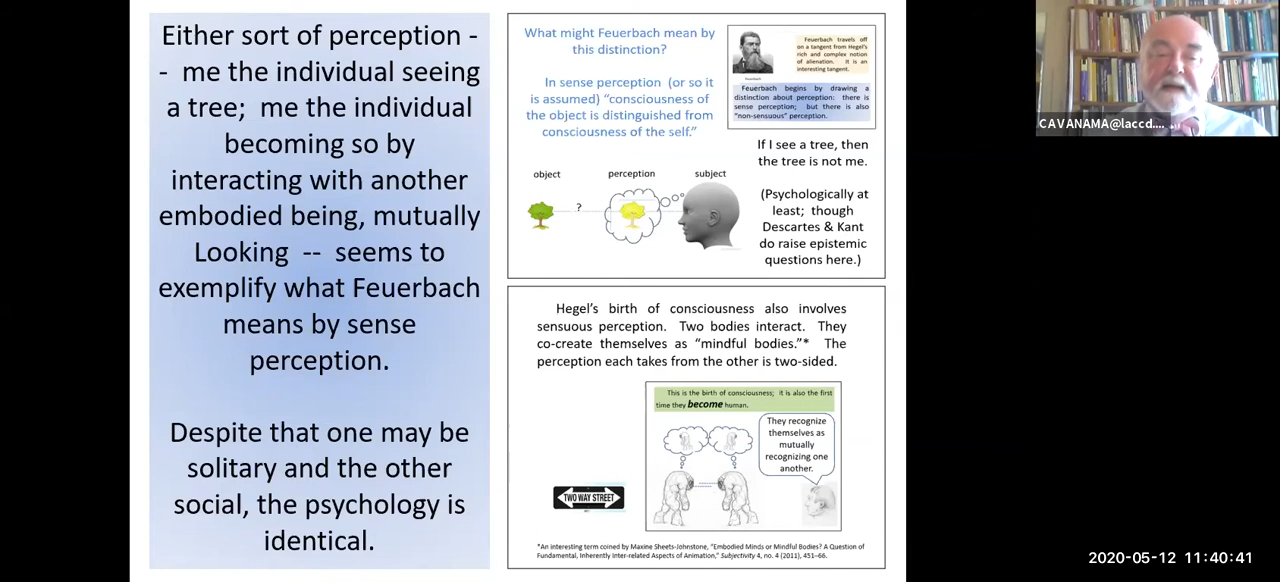 Either sort of perception -
- me the individual seeing
a tree; me the individual
becoming so by
interacting with another
embodied being, mutually
Looking -- seems to
exemplify what Feuerbach
means by sense
perception.
Despite that one may be
solitary and the other
social, the psychology is
identical.
What might Feuerbach mean by
this distinction?
In sense perception (or so it
is assumed) “consciousness of
the object is distinguished from
consciousness of the self.”
Feuerbach travels off
on a tangent from Hegel's
rich and complex notion
of alienation. It is an
interesting tangent.
Feuerbach
Feuerbach begins by drawing a
distinction about perception: there is
sense perception; but there is also
“non-sensuous” perception.
If I see a tree, then
the tree is not me.
(Psychologically at
least; though
Descartes & Kant
do raise epistemic
questions here.)
object
perception
subject
?
Hegel’s birth of consciousness also involves
sensuous perception. Two bodies interact. They
co-create themselves as “mindful bodies.”* The
perception each takes from the other is two-sided.
This is the birth of consciousness; it is also the first
time they become human.
They recognize
themselves as
mutually
recognizing one
another.
TWO WAY STREET
*An interesting term coined by Maxine Sheets-Johnstone, “Embodied Minds or Mindful Bodies? A Question of
Fundamental, Inherently Inter-related Aspects of Animation,” Subjectivity 4, no. 4 (2011), 451–66.
CAVANAMA@laccd....
2020-05-12 11:40:41